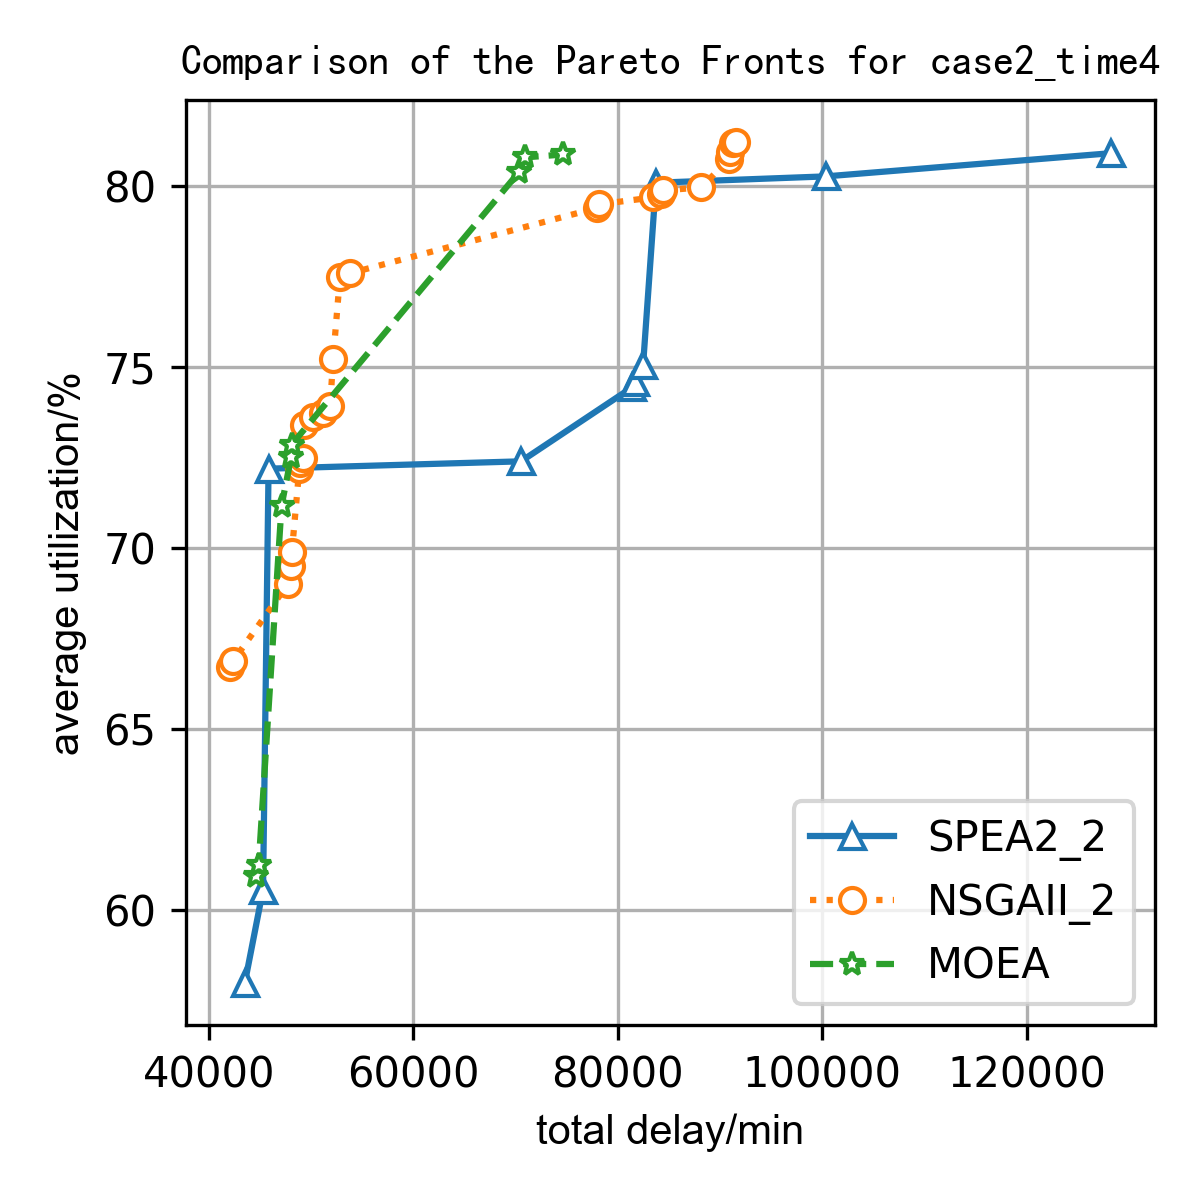 Comparison of the Pareto Fronts for case2_time4
average utilization/%
80
75
70
65
60
SPEA2_2
NSGAII_2
MOEA
40000 60000 80000 100000 120000
total delay/min